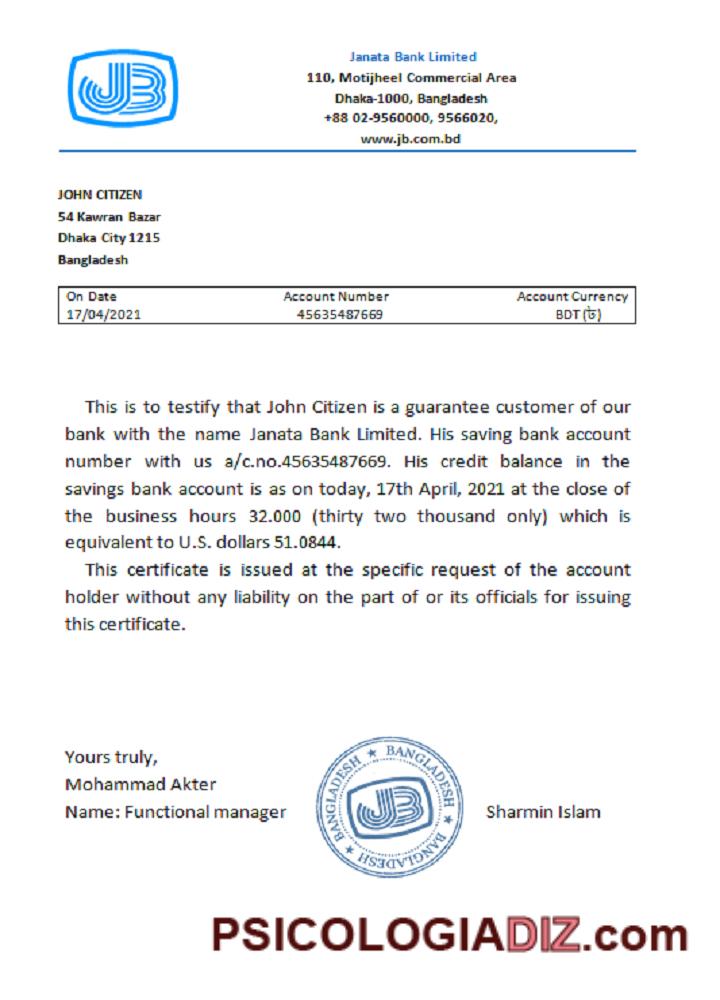 JB
Janata Bank Limited
110, Motijheel Commercial Area
Dhaka-1000, Bangladesh
+88 02-9560000, 9566020,
www.jb.com.bd
JOHN CITIZEN
54 Kawran Bazar
Dhaka City 1215
Bangladesh
On Date Account Number Account Currency
17/04/2021 45635487669 BDT (৳)
This is to testify that John Citizen is a guarantee customer of our
bank with the name Janata Bank Limited. His saving bank account
number with us a/c.no.45635487669. His credit balance in the
savings bank account is as on today, 17th April, 2021 at the close of
the business hours 32.000 (thirty two thousand only) which is
equivalent to U.S. dollars 51.0844.
This certificate is issued at the specific request of the account
holder without any liability on the part of or its officials for issuing
this certificate.
Yours truly,
Mohammad Akter
Name: Functional manager
BANGLADESH ★ BANGLADESH ★ BANGLADESH ★
JB
Sharmin Islam
PSICOLOGIADIZ.com